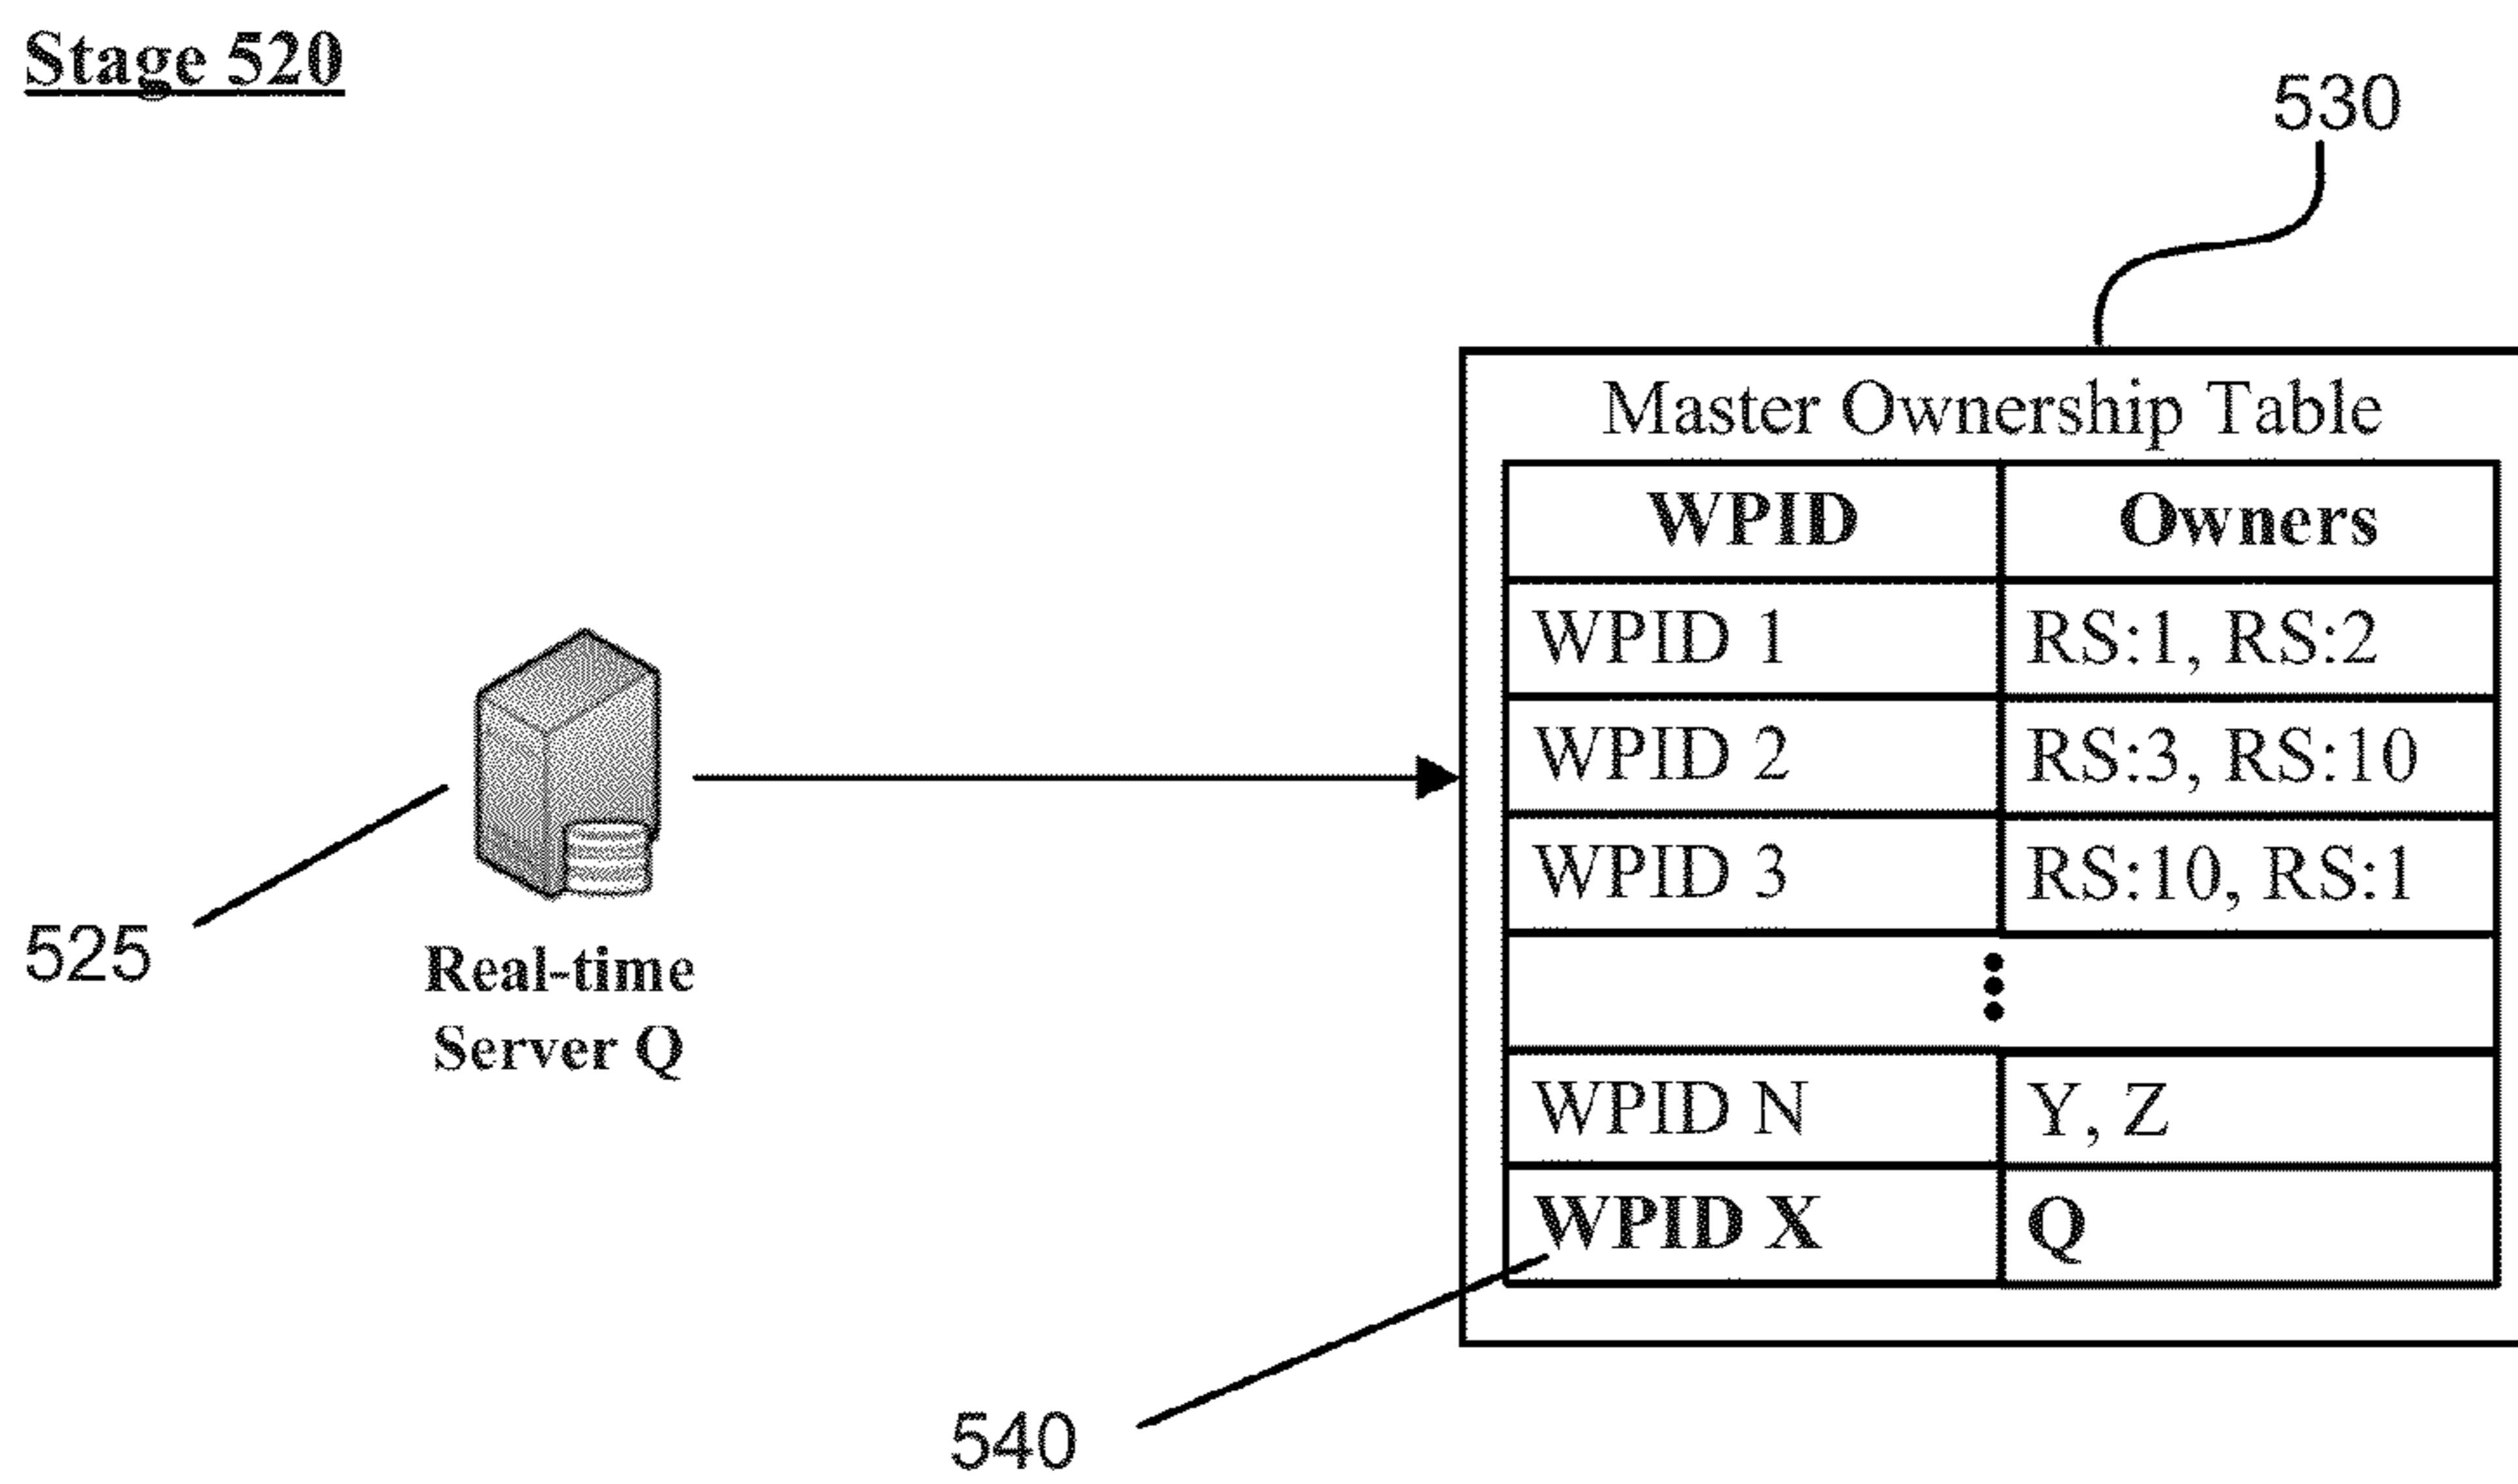 Stage 520
530
Master Ownership Table
WPID Owners
WPID 1 RS:1, RS:2
WPID 2 RS:3, RS:10
WPID 3 RS:10, RS:1
WPID N Y, Z
WPID X Q
525
Real-time
Server Q
540